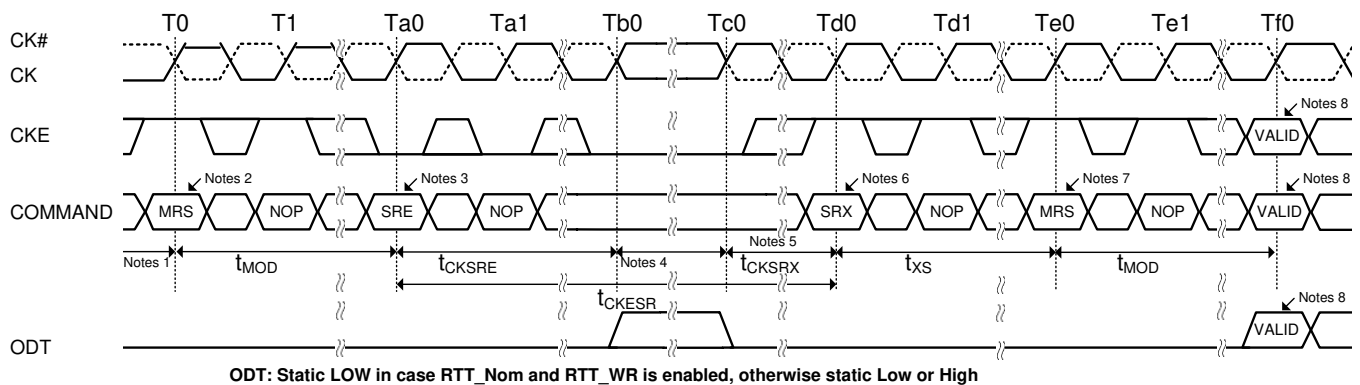 T0 T1 Ta0 Ta1 Tb0 Tc0 Td0 Td1 Te0 Te1 Tf0
CK#
CK
Notes 8
CKE
VALID
Notes 2 Notes 3 Notes 6 Notes 7 Notes 8
COMMAND MRS NOP SRE NOP SRX NOP MRS NOP VALID
Notes 1 tMOD tCKSRE Notes 4 Notes 5 tCKSRX tXS tMOD
tCKESR
Notes 8
VALID
ODT
ODT: Static LOW in case RTT_Nom and RTT_WR is enabled, otherwise static Low or High